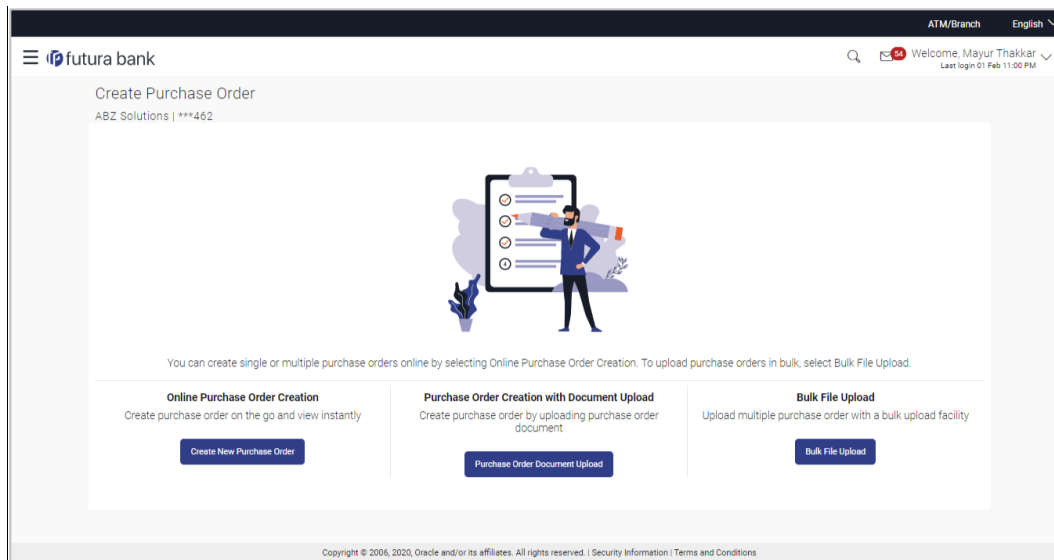 ATM/Branch English
futura bank
54 Welcome, Mayur Thakkar
Last login 01 Feb 11:00 PM
Create Purchase Order
ABZ Solutions | ***462
4
You can create single or multiple purchase orders online by selecting Online Purchase Order Creation. To upload purchase orders in bulk, select Bulk File Upload.
Online Purchase Order Creation
Create purchase order on the go and view instantly
Create New Purchase Order
Purchase Order Creation with Document Upload
Create purchase order by uploading purchase order
document
Purchase Order Document Upload
Bulk File Upload
Upload multiple purchase order with a bulk upload facility
Bulk File Upload
Copyright © 2006, 2020, Oracle and/or its affiliates. All rights reserved. | Security Information | Terms and Conditions